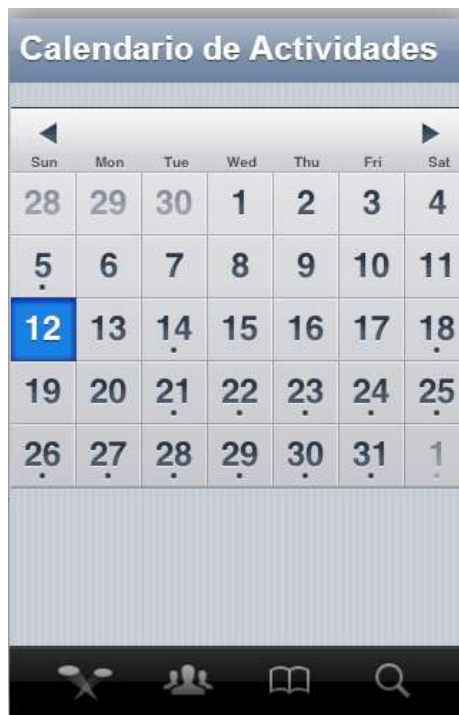 Calendario de Actividades
Sun Mon Tue Wed Thu Fri Sat
28 29 30 1 2 3 4
5 6 7 8 9 10 11
12 13 14 15 16 17 18
19 20 21 22 23 24 25
26 27 28 29 30 31 1